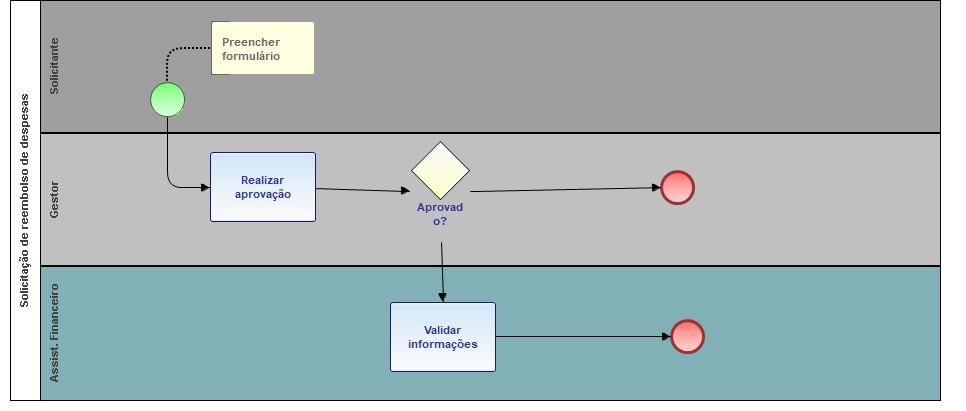 Solicitação de reembolso de despesas
Solicitante
Preencher
formulário
Gestor
Realizar
aprovação
Aprovad
o?
Assist. Financeiro
Validar
informações